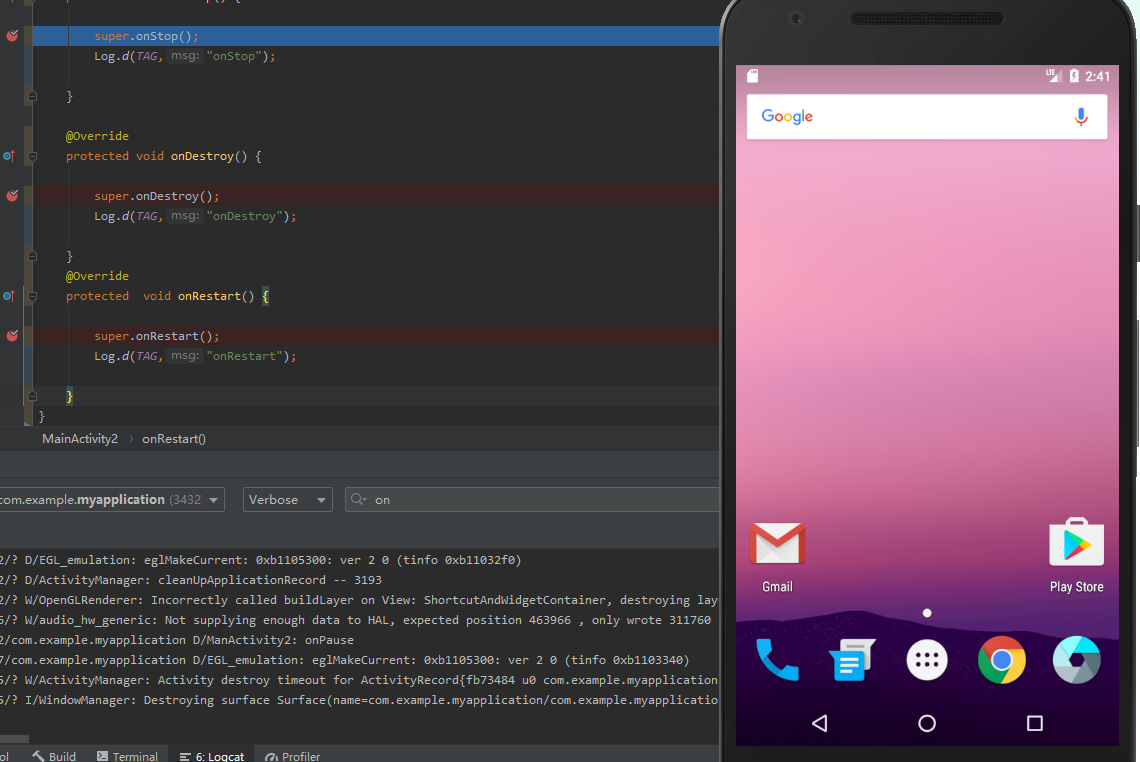 super.onStop();
Log.d(TAG, msg: "onStop");
}
@Override
protected void onDestroy() {
super.onDestroy();
Log.d(TAG, msg: "onDestroy");
}
@Override
protected  void onRestart() {
super.onRestart();
Log.d(TAG, msg: "onRestart");
}
}
MainActivity2 › onRestart()
com.example.myapplication (3432
Verbose
on
2/? D/EGL_emulation: eglMakeCurrent: 0xb1105300: ver 2 0 (tinfo 0xb11032f0)
2/? D/ActivityManager: cleanUpApplicationRecord -- 3193
2/? W/OpenGLRenderer: Incorrectly called buildLayer on View: ShortcutAndWidgetContainer, destroying lay
5/? W/audio_hw_generic: Not supplying enough data to HAL, expected position 463966 , only wrote 311760
2/com.example.myapplication D/ManActivity2: onPause
7/com.example.myapplication D/EGL_emulation: eglMakeCurrent: 0xb1105300: ver 2 0 (tinfo 0xb1103340)
5/? W/ActivityManager: Activity destroy timeout for ActivityRecord{fb73484 u0 com.example.myapplication
5/? I/WindowManager: Destroying surface Surface(name=com.example.myapplication/com.example.myapplicatio
ol Build Terminal 6: Logcat Profiler
LTE 2:41
Google
Gmail
Play Store